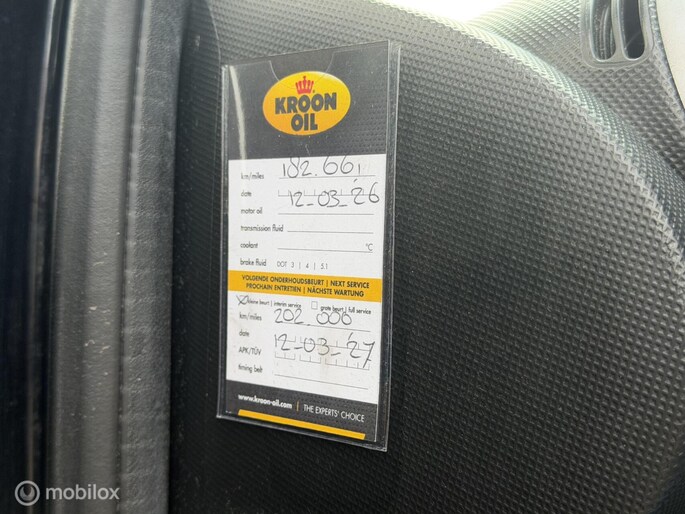 KROON
OIL
km/miles 182.661
date 12-03-'26
motor oil
transmission fluid
coolant °C
brake fluid DOT 3 | 4 | 5.1
VOLGENDE ONDERHOUDSBEURT | NEXT SERVICE
PROCHAIN ENTRETIEN | NÄCHSTE WARTUNG
kleine beurt | interim service grote beurt | full service
km/miles 202.000
date 12-03-'27
APK/TÜV
timing belt
www.kroon-oil.com | THE EXPERTS' CHOICE
mobilox